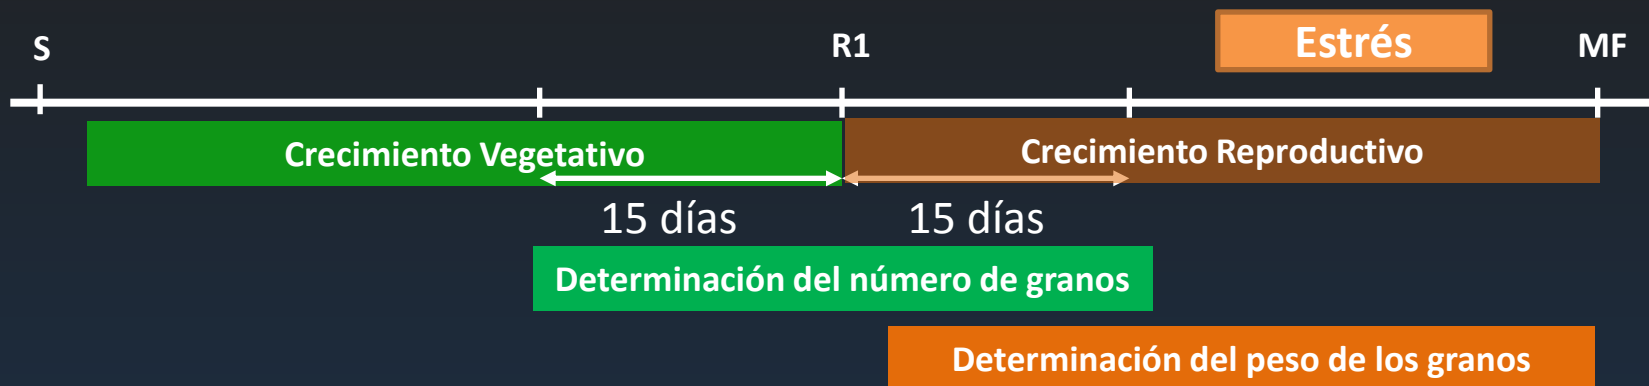 S
R1
Estrés
MF
Crecimiento Vegetativo
Crecimiento Reproductivo
15 días
15 días
Determinación del número de granos
Determinación del peso de los granos